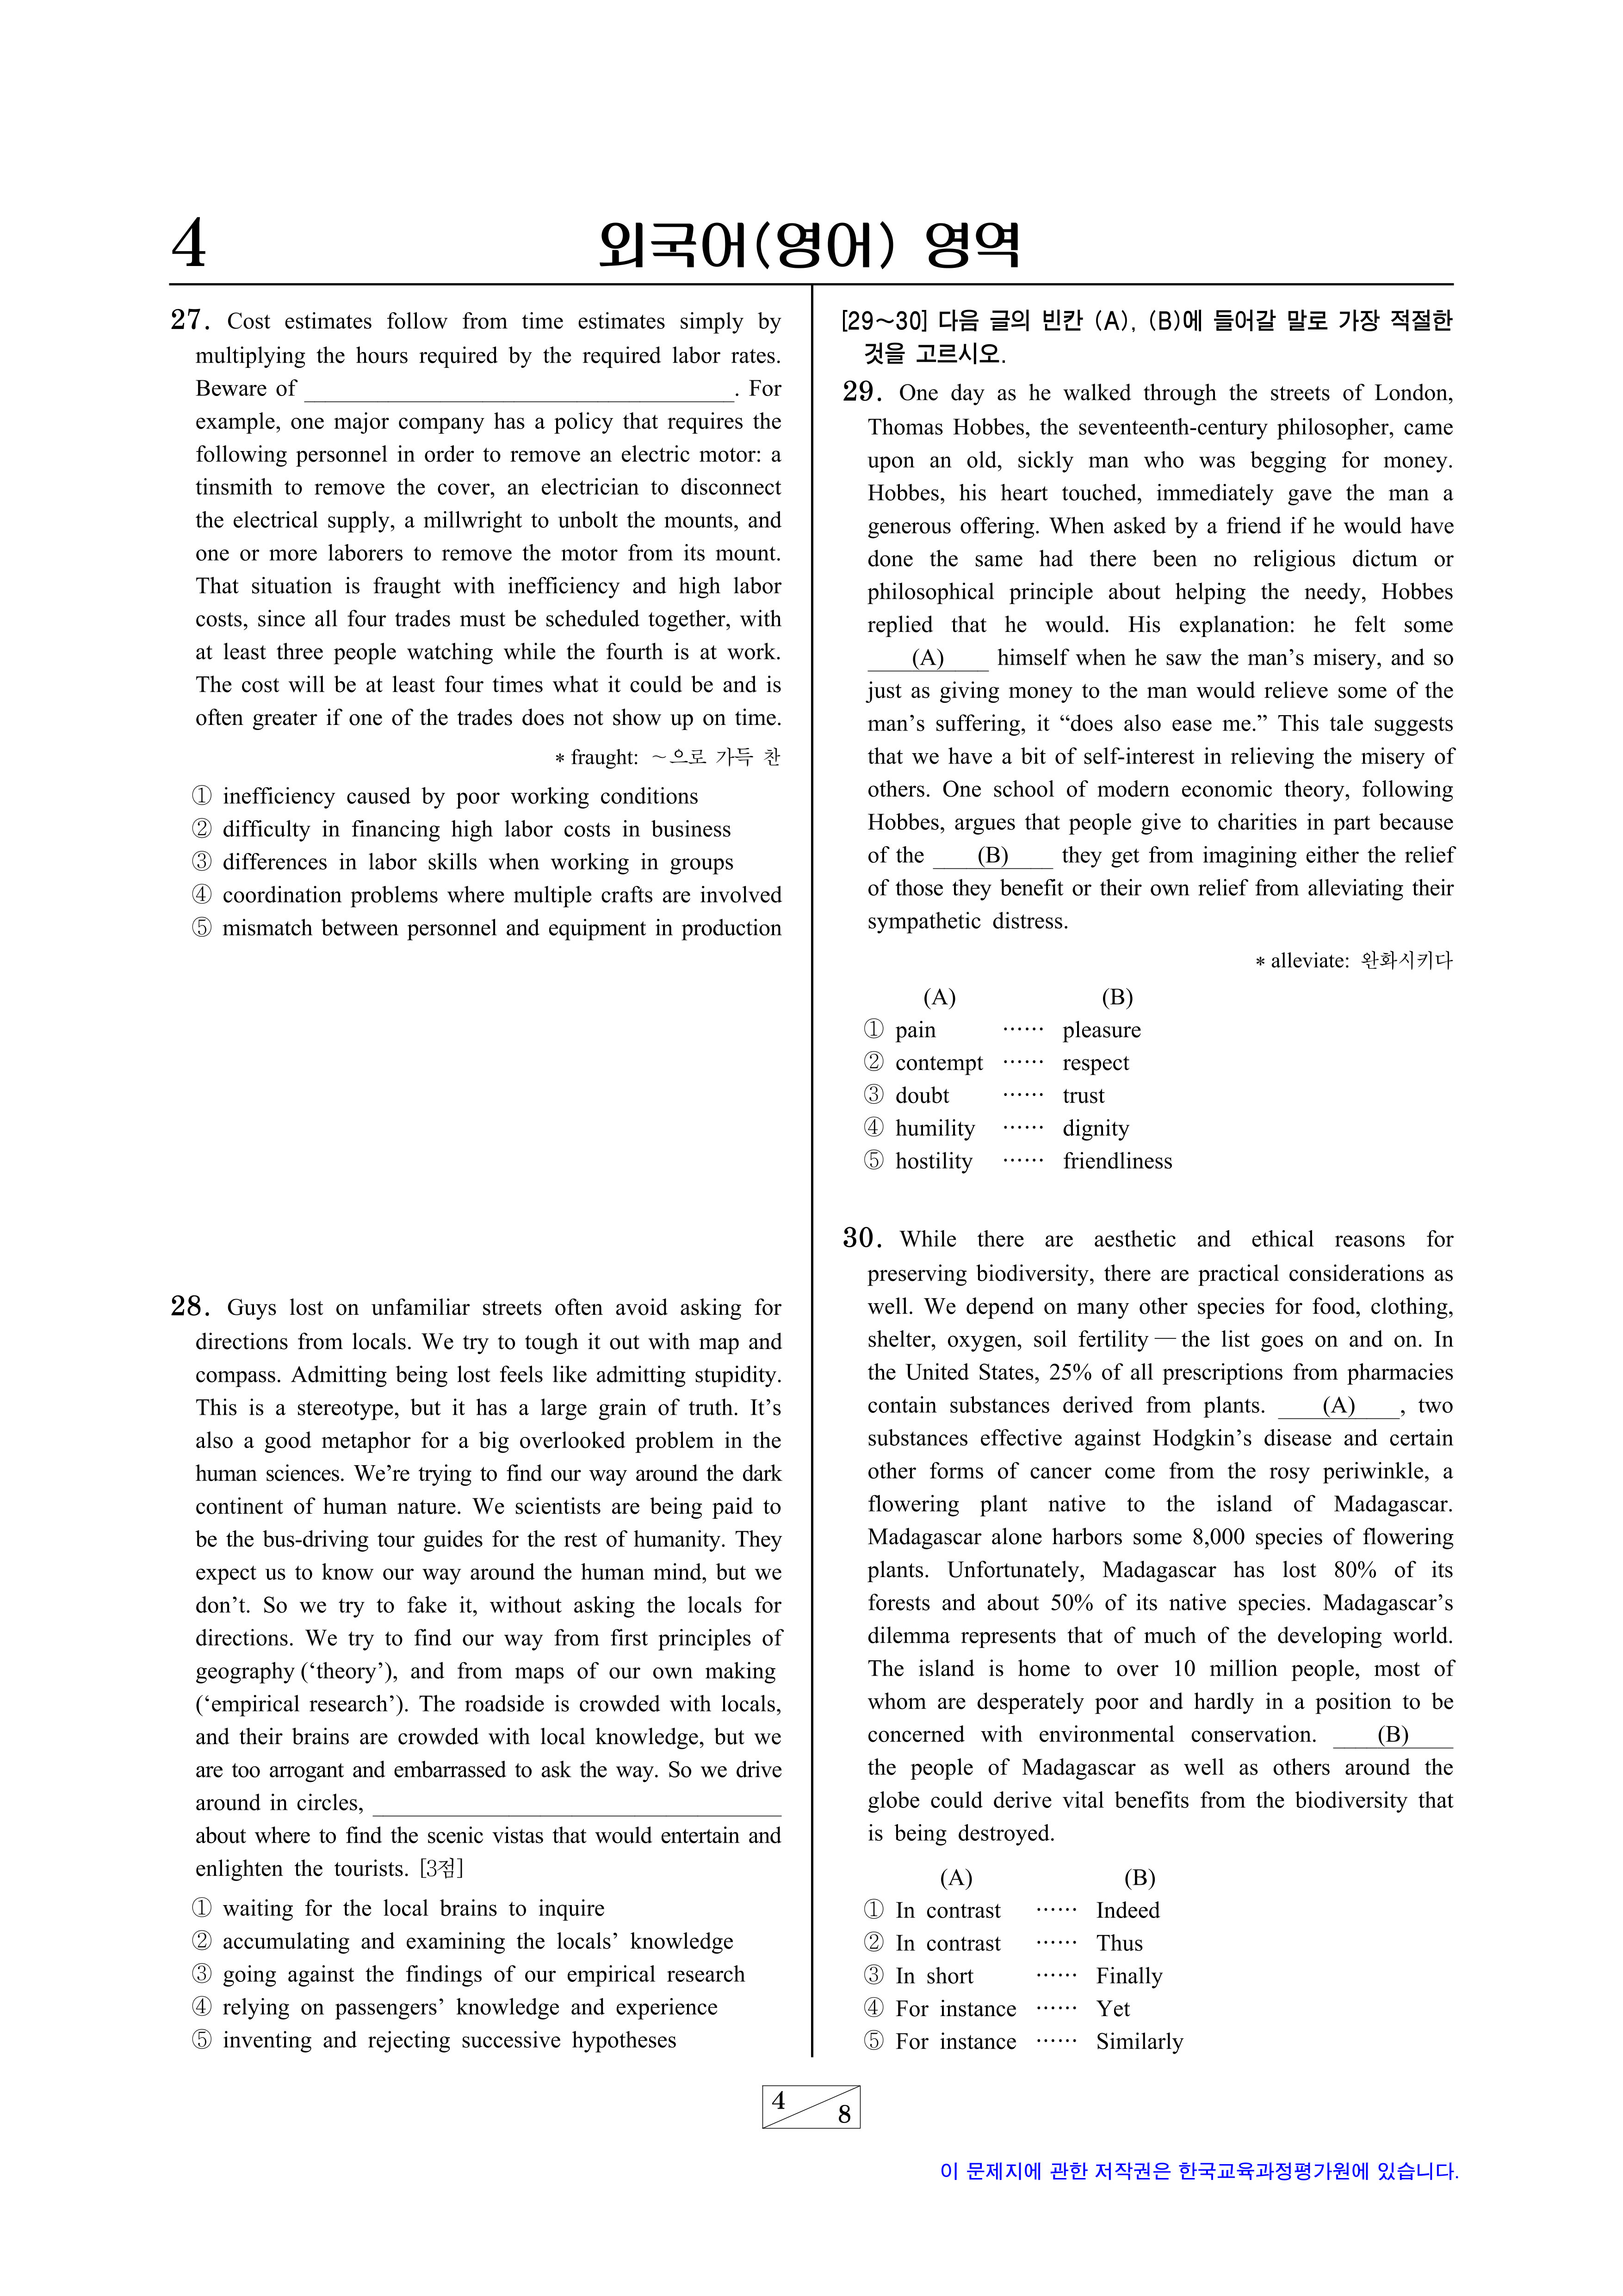 4
외국어(영어) 영역
27. Cost estimates follow from time estimates simply by
multiplying the hours required by the required labor rates.
Beware of ______________________________. For
example, one major company has a policy that requires the
following personnel in order to remove an electric motor: a
tinsmith to remove the cover, an electrician to disconnect
the electrical supply, a millwright to unbolt the mounts, and
one or more laborers to remove the motor from its mount.
That situation is fraught with inefficiency and high labor
costs, since all four trades must be scheduled together, with
at least three people watching while the fourth is at work.
The cost will be at least four times what it could be and is
often greater if one of the trades does not show up on time.
* fraught: ~으로 가득 찬
① inefficiency caused by poor working conditions
② difficulty in financing high labor costs in business
③ differences in labor skills when working in groups
④ coordination problems where multiple crafts are involved
⑤ mismatch between personnel and equipment in production
28. Guys lost on unfamiliar streets often avoid asking for
directions from locals. We try to tough it out with map and
compass. Admitting being lost feels like admitting stupidity.
This is a stereotype, but it has a large grain of truth. It's
also a good metaphor for a big overlooked problem in the
human sciences. We're trying to find our way around the dark
continent of human nature. We scientists are being paid to
be the bus-driving tour guides for the rest of humanity. They
expect us to know our way around the human mind, but we
don't. So we try to fake it, without asking the locals for
directions. We try to find our way from first principles of
geography ('theory'), and from maps of our own making
('empirical research'). The roadside is crowded with locals,
and their brains are crowded with local knowledge, but we
are too arrogant and embarrassed to ask the way. So we drive
around in circles, ______________________________
about where to find the scenic vistas that would entertain and
enlighten the tourists. [3점]
① waiting for the local brains to inquire
② accumulating and examining the locals' knowledge
③ going against the findings of our empirical research
④ relying on passengers' knowledge and experience
⑤ inventing and rejecting successive hypotheses
[29~30] 다음 글의 빈칸 (A), (B)에 들어갈 말로 가장 적절한
것을 고르시오.
29. One day as he walked through the streets of London,
Thomas Hobbes, the seventeenth-century philosopher, came
upon an old, sickly man who was begging for money.
Hobbes, his heart touched, immediately gave the man a
generous offering. When asked by a friend if he would have
done the same had there been no religious dictum or
philosophical principle about helping the needy, Hobbes
replied that he would. His explanation: he felt some
___(A)___ himself when he saw the man's misery, and so
just as giving money to the man would relieve some of the
man's suffering, it “does also ease me.” This tale suggests
that we have a bit of self-interest in relieving the misery of
others. One school of modern economic theory, following
Hobbes, argues that people give to charities in part because
of the ___(B)___ they get from imagining either the relief
of those they benefit or their own relief from alleviating their
sympathetic distress.
* alleviate: 완화시키다
(A) (B)
① pain …… pleasure
② contempt …… respect
③ doubt …… trust
④ humility …… dignity
⑤ hostility …… friendliness
30. While there are aesthetic and ethical reasons for
preserving biodiversity, there are practical considerations as
well. We depend on many other species for food, clothing,
shelter, oxygen, soil fertility — the list goes on and on. In
the United States, 25% of all prescriptions from pharmacies
contain substances derived from plants. ___(A)___, two
substances effective against Hodgkin's disease and certain
other forms of cancer come from the rosy periwinkle, a
flowering plant native to the island of Madagascar.
Madagascar alone harbors some 8,000 species of flowering
plants. Unfortunately, Madagascar has lost 80% of its
forests and about 50% of its native species. Madagascar's
dilemma represents that of much of the developing world.
The island is home to over 10 million people, most of
whom are desperately poor and hardly in a position to be
concerned with environmental conservation. ___(B)___
the people of Madagascar as well as others around the
globe could derive vital benefits from the biodiversity that
is being destroyed.
(A) (B)
① In contrast …… Indeed
② In contrast …… Thus
③ In short …… Finally
④ For instance …… Yet
⑤ For instance …… Similarly
4 8
이 문제지에 관한 저작권은 한국교육과정평가원에 있습니다.